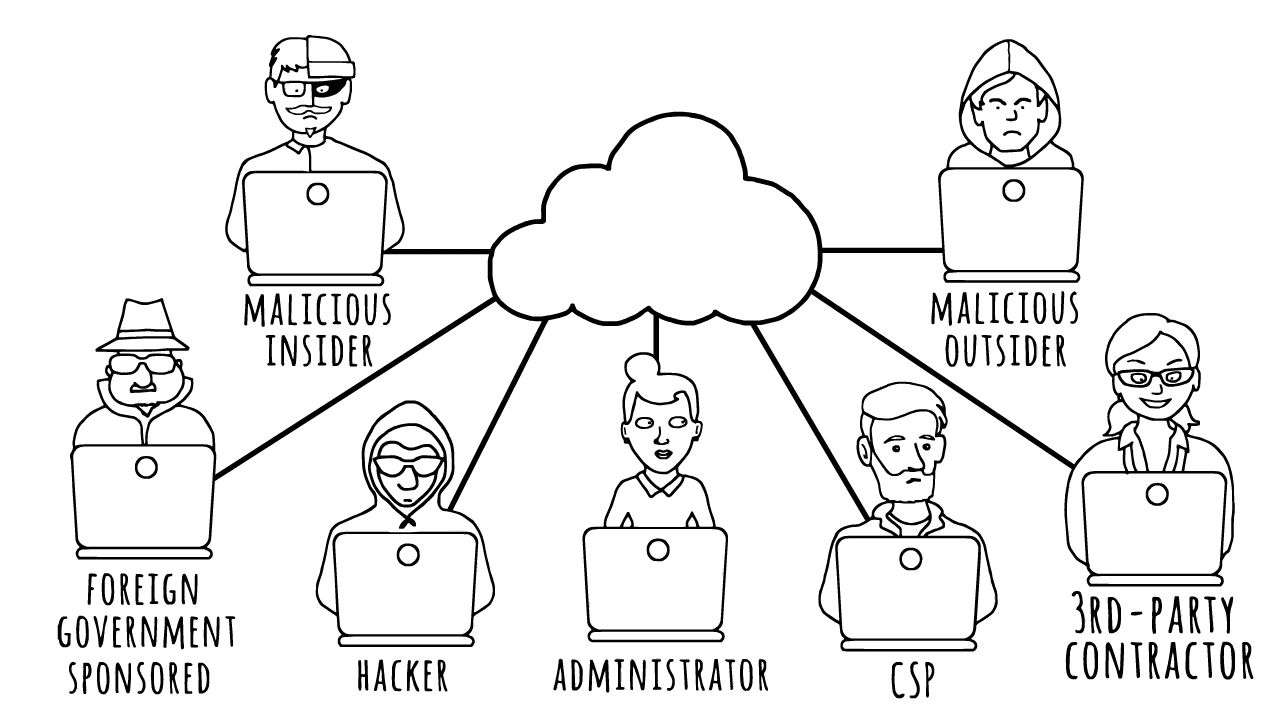 MALICIOUS
INSIDER
MALICIOUS
OUTSIDER
FOREIGN
GOVERNMENT
SPONSORED
HACKER
ADMINISTRATOR
CSP
3RD-PARTY
CONTRACTOR